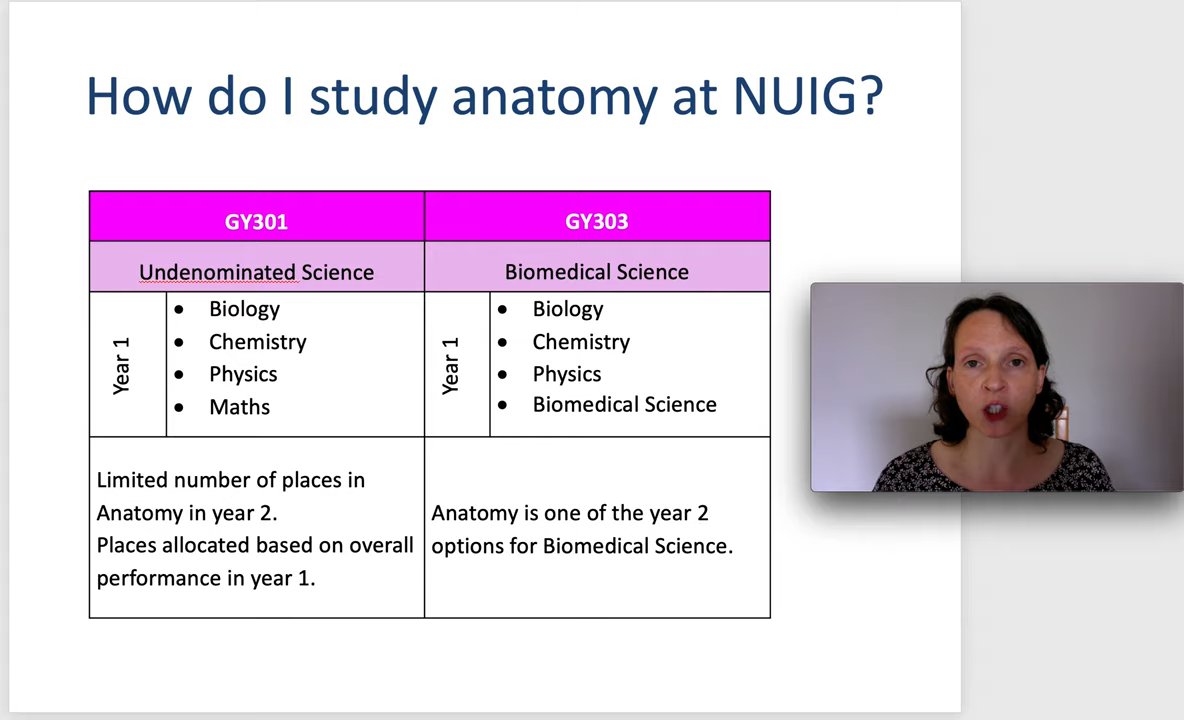 How do I study anatomy at NUIG?
GY301
GY303
Undenominated Science
Biomedical Science
Year 1
• Biology
• Chemistry
• Physics
• Maths
Year 1
• Biology
• Chemistry
• Physics
• Biomedical Science
Limited number of places in
Anatomy in year 2.
Places allocated based on overall
performance in year 1.
Anatomy is one of the year 2
options for Biomedical Science.